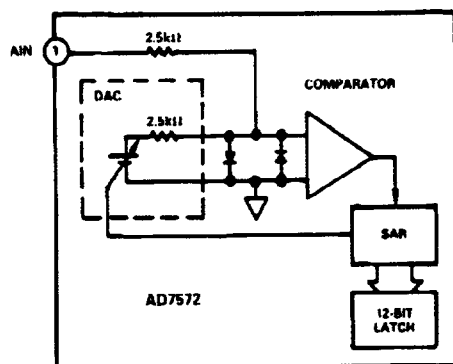 2.5kΩ
AIN
1
COMPARATOR
DAC
2.5kΩ
SAR
AD7572
12-BIT
LATCH